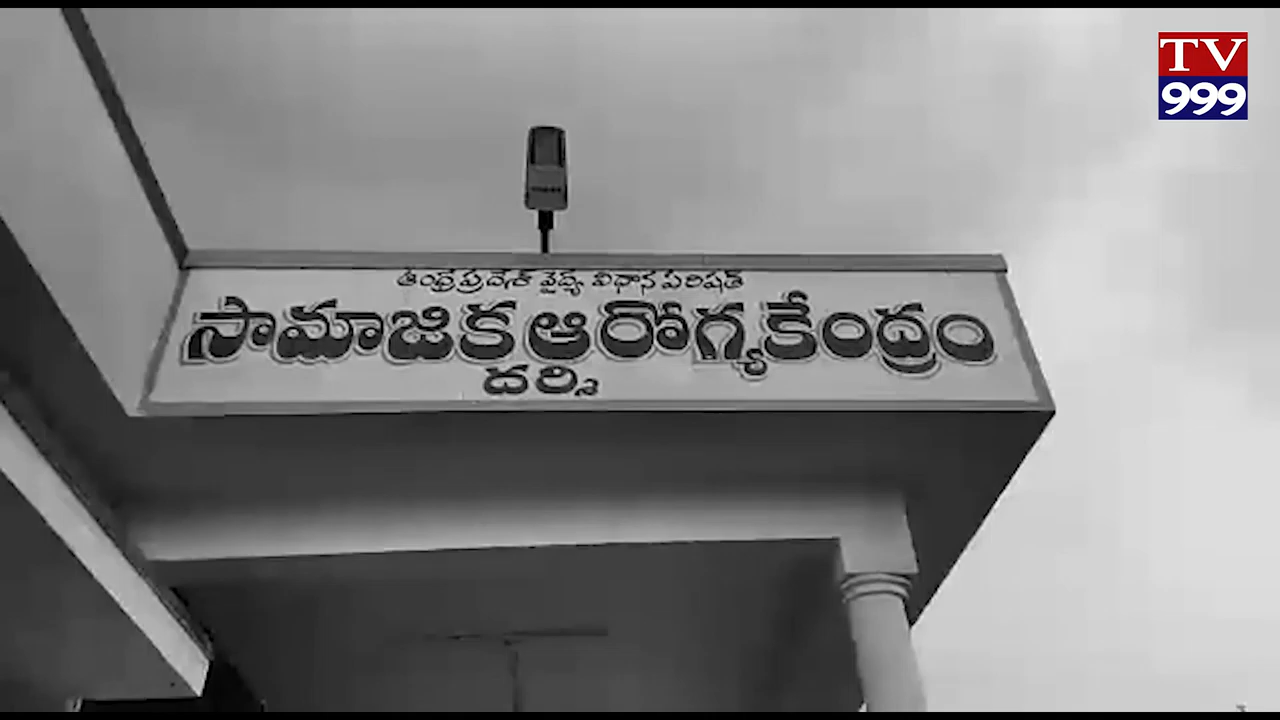 TV
999
ఆంధ్రప్రదేశ్ వైద్య విధాన పరిషత్
సామాజిక ఆరోగ్యకేంద్రం
దర్శి